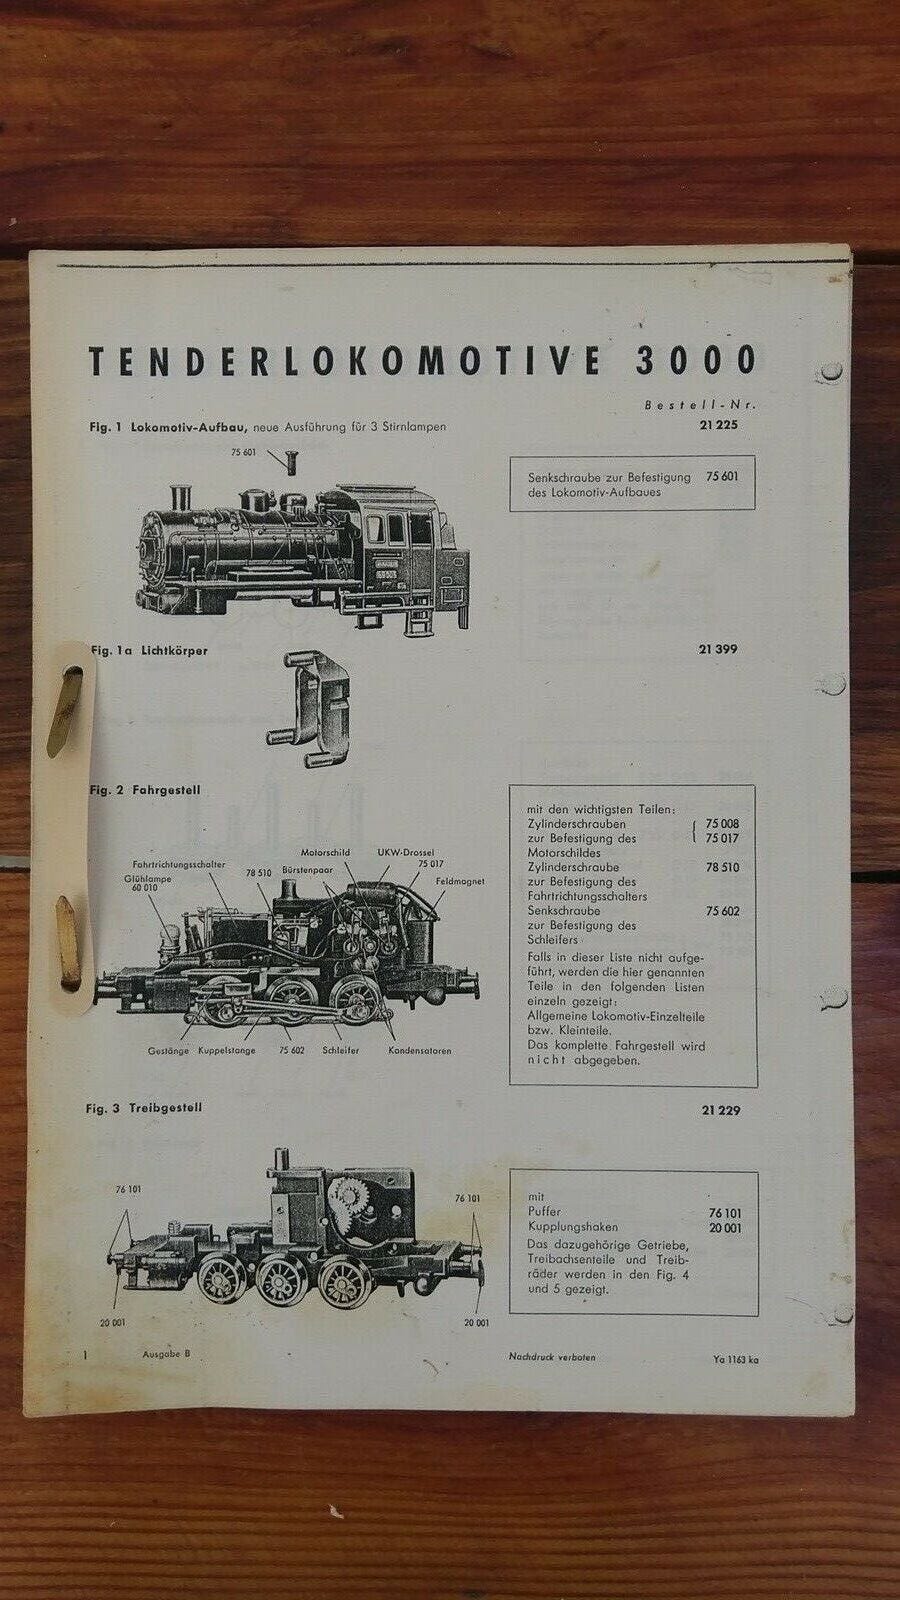 TENDERLOKOMOTIVE 3000
Bestell-Nr.
Fig. 1 Lokomotiv-Aufbau, neue Ausführung für 3 Stirnlampen 21 225
75 601
Senkschraube zur Befestigung 75 601
des Lokomotiv-Aufbaues
Fig. 1a Lichtkörper 21 399
Fig. 2 Fahrgestell
Fahrtrichtungsschalter
Glühlampe
60 010
78 510
Motorschild
Bürstenpaar
UKW-Drossel
75 017
Feldmagnet
Gestänge Kuppelstange 75 602 Schleifer Kondensatoren
mit den wichtigsten Teilen:
Zylinderschrauben 75 008
zur Befestigung des 75 017
Motorschildes
Zylinderschraube 78 510
zur Befestigung des
Fahrtrichtungsschalters
Senkschraube 75 602
zur Befestigung des
Schleifers
Falls in dieser Liste nicht aufge-
führt, werden die hier genannten
Teile in den folgenden Listen
einzeln gezeigt:
Allgemeine Lokomotiv-Einzelteile
bzw. Kleinteile.
Das komplette Fahrgestell wird
nicht abgegeben.
Fig. 3 Treibgestell 21 229
76 101
76 101
20 001
20 001
mit
Puffer 76 101
Kupplungshaken 20 001
Das dazugehörige Getriebe,
Treibachsenteile und Treib-
räder werden in den Fig. 4
und 5 gezeigt.
1 Ausgabe B Nachdruck verboten Ya 1163 ka